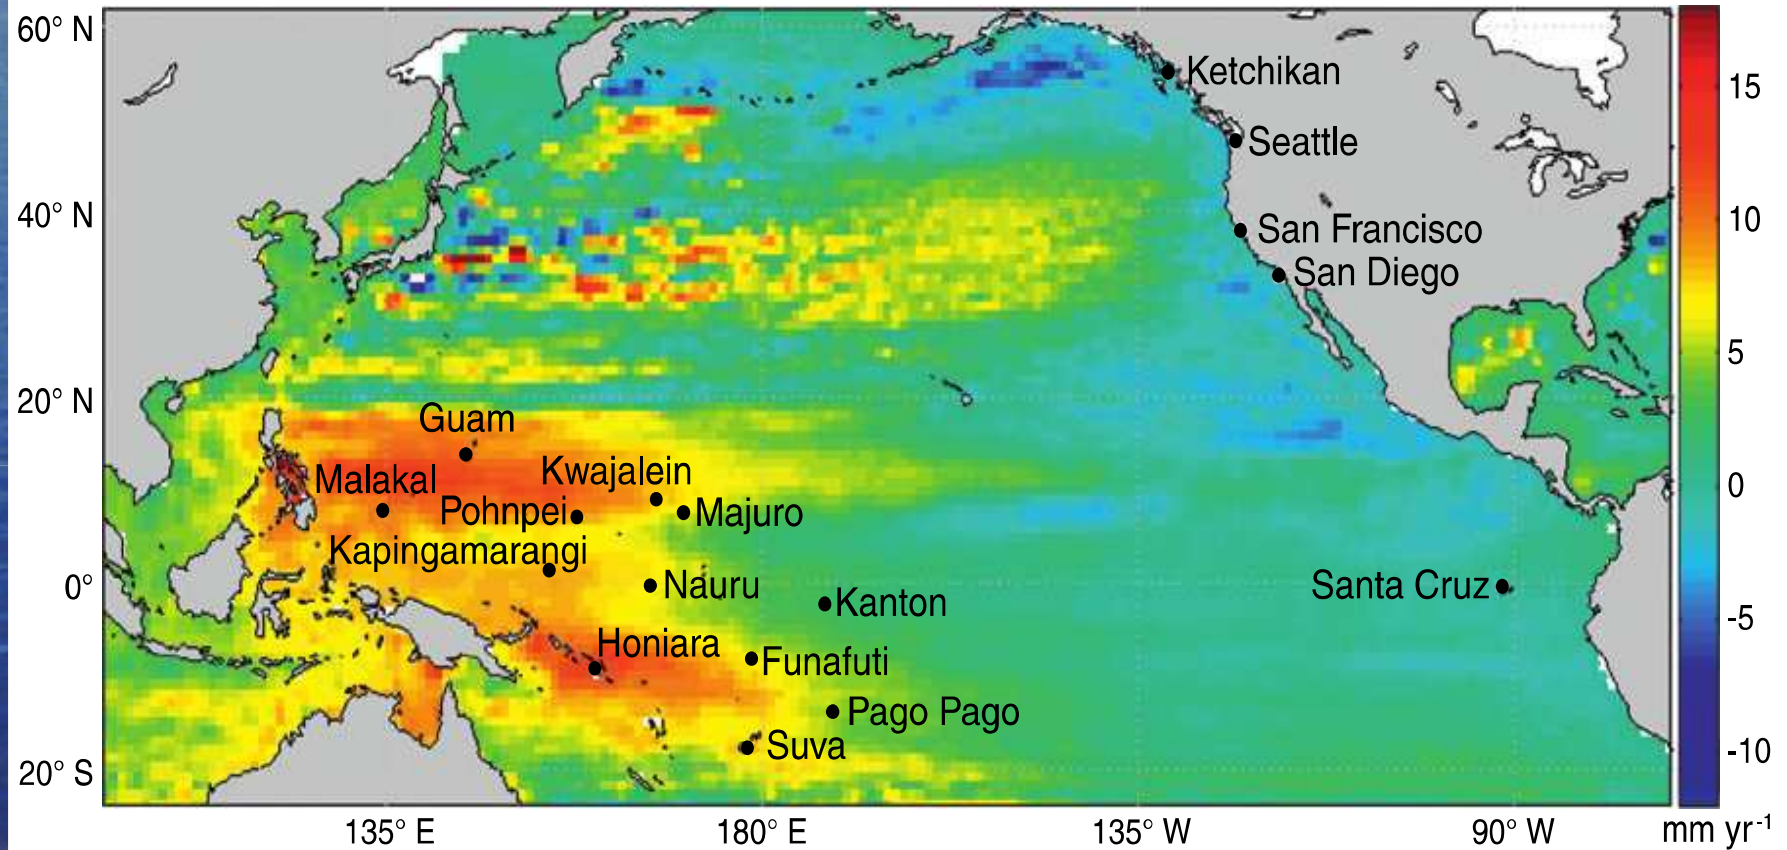 60° N
Ketchikan
15
Seattle
40° N
San Francisco
10
San Diego
5
20° N
Guam
Malakal
Kwajalein
0
Pohnpei
Majuro
Kapingamarangi
0°
Nauru
Kanton
Santa Cruz
-5
Honiara
Funafuti
Pago Pago
Suva
-10
20° S
135° E
180° E
135° W
90° W
mm yr-1